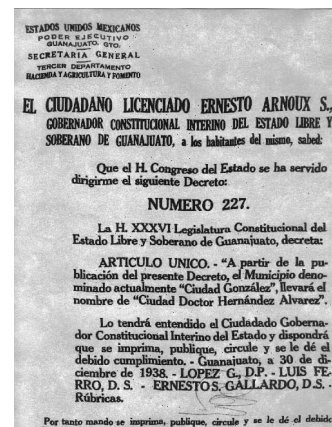 ESTADOS UNIDOS MEXICANOS
PODER EJECUTIVO
GUANAJUATO, GTO.
SECRETARIA GENERAL
TERCER DEPARTAMENTO
HACIENDA Y AGRICULTURA Y FOMENTO
EL CIUDADANO LICENCIADO ERNESTO ARNOUX S.,
GOBERNADOR CONSTITUCIONAL INTERINO DEL ESTADO LIBRE Y
SOBERANO DE GUANAJUATO, a los habitantes del mismo, sabed:
Que el H. Congreso del Estado se ha servido
dirigirme el siguiente Decreto:
NUMERO 227.
La H. XXXVI Legislatura Constitucional del
Estado Libre y Soberano de Guanajuato, decreta:
ARTICULO UNICO. - "A partir de la pu-
blicación del presente Decreto, el Municipio deno-
minado actualmente "Ciudad González", llevará el
nombre de "Ciudad Doctor Hernández Alvarez".
Lo tendrá entendido el Ciudadado Goberna-
dor Constitucional Interino del Estado y dispondrá
que se imprima, publique, circule y se le dé el
debido cumplimiento. - Guanajuato, a 30 de di-
ciembre de 1938. - LOPEZ G., D.P. - LUIS FE-
RRO, D. S. - ERNESTO S. GALLARDO, D.S. -
Rúbricas.
Por tanto mando se imprima, publique, circule y se le dé el debido